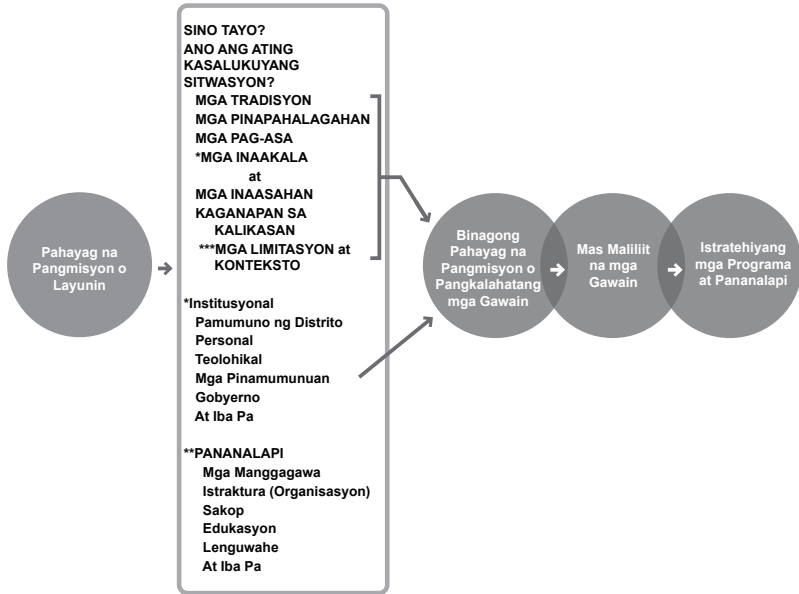 Pahayag na
Pangmisyon o
Layunin
SINO TAYO?
ANO ANG ATING
KASALUKUYANG
SITWASYON?
MGA TRADISYON
MGA PINAPAHALAGAHAN
MGA PAG-ASA
*MGA INAAKALA
at
MGA INAASAHAN
KAGANAPAN SA
KALIKASAN
***MGA LIMITASYON at
KONTEKSTO
*Institusyonal
Pamumuno ng Distrito
Personal
Teolohikal
Mga Pinamumunuan
Gobyerno
At Iba Pa
**PANANALAPI
Mga Manggagawa
Istraktura (Organisasyon)
Sakop
Edukasyon
Lenguwahe
At Iba Pa
Binagong
Pahayag na
Pangmisyon o
Pangkalahatang
mga Gawain
Mas Maliliit
na mga
Gawain
Istratehiyang
mga Programa
at Pananalapi